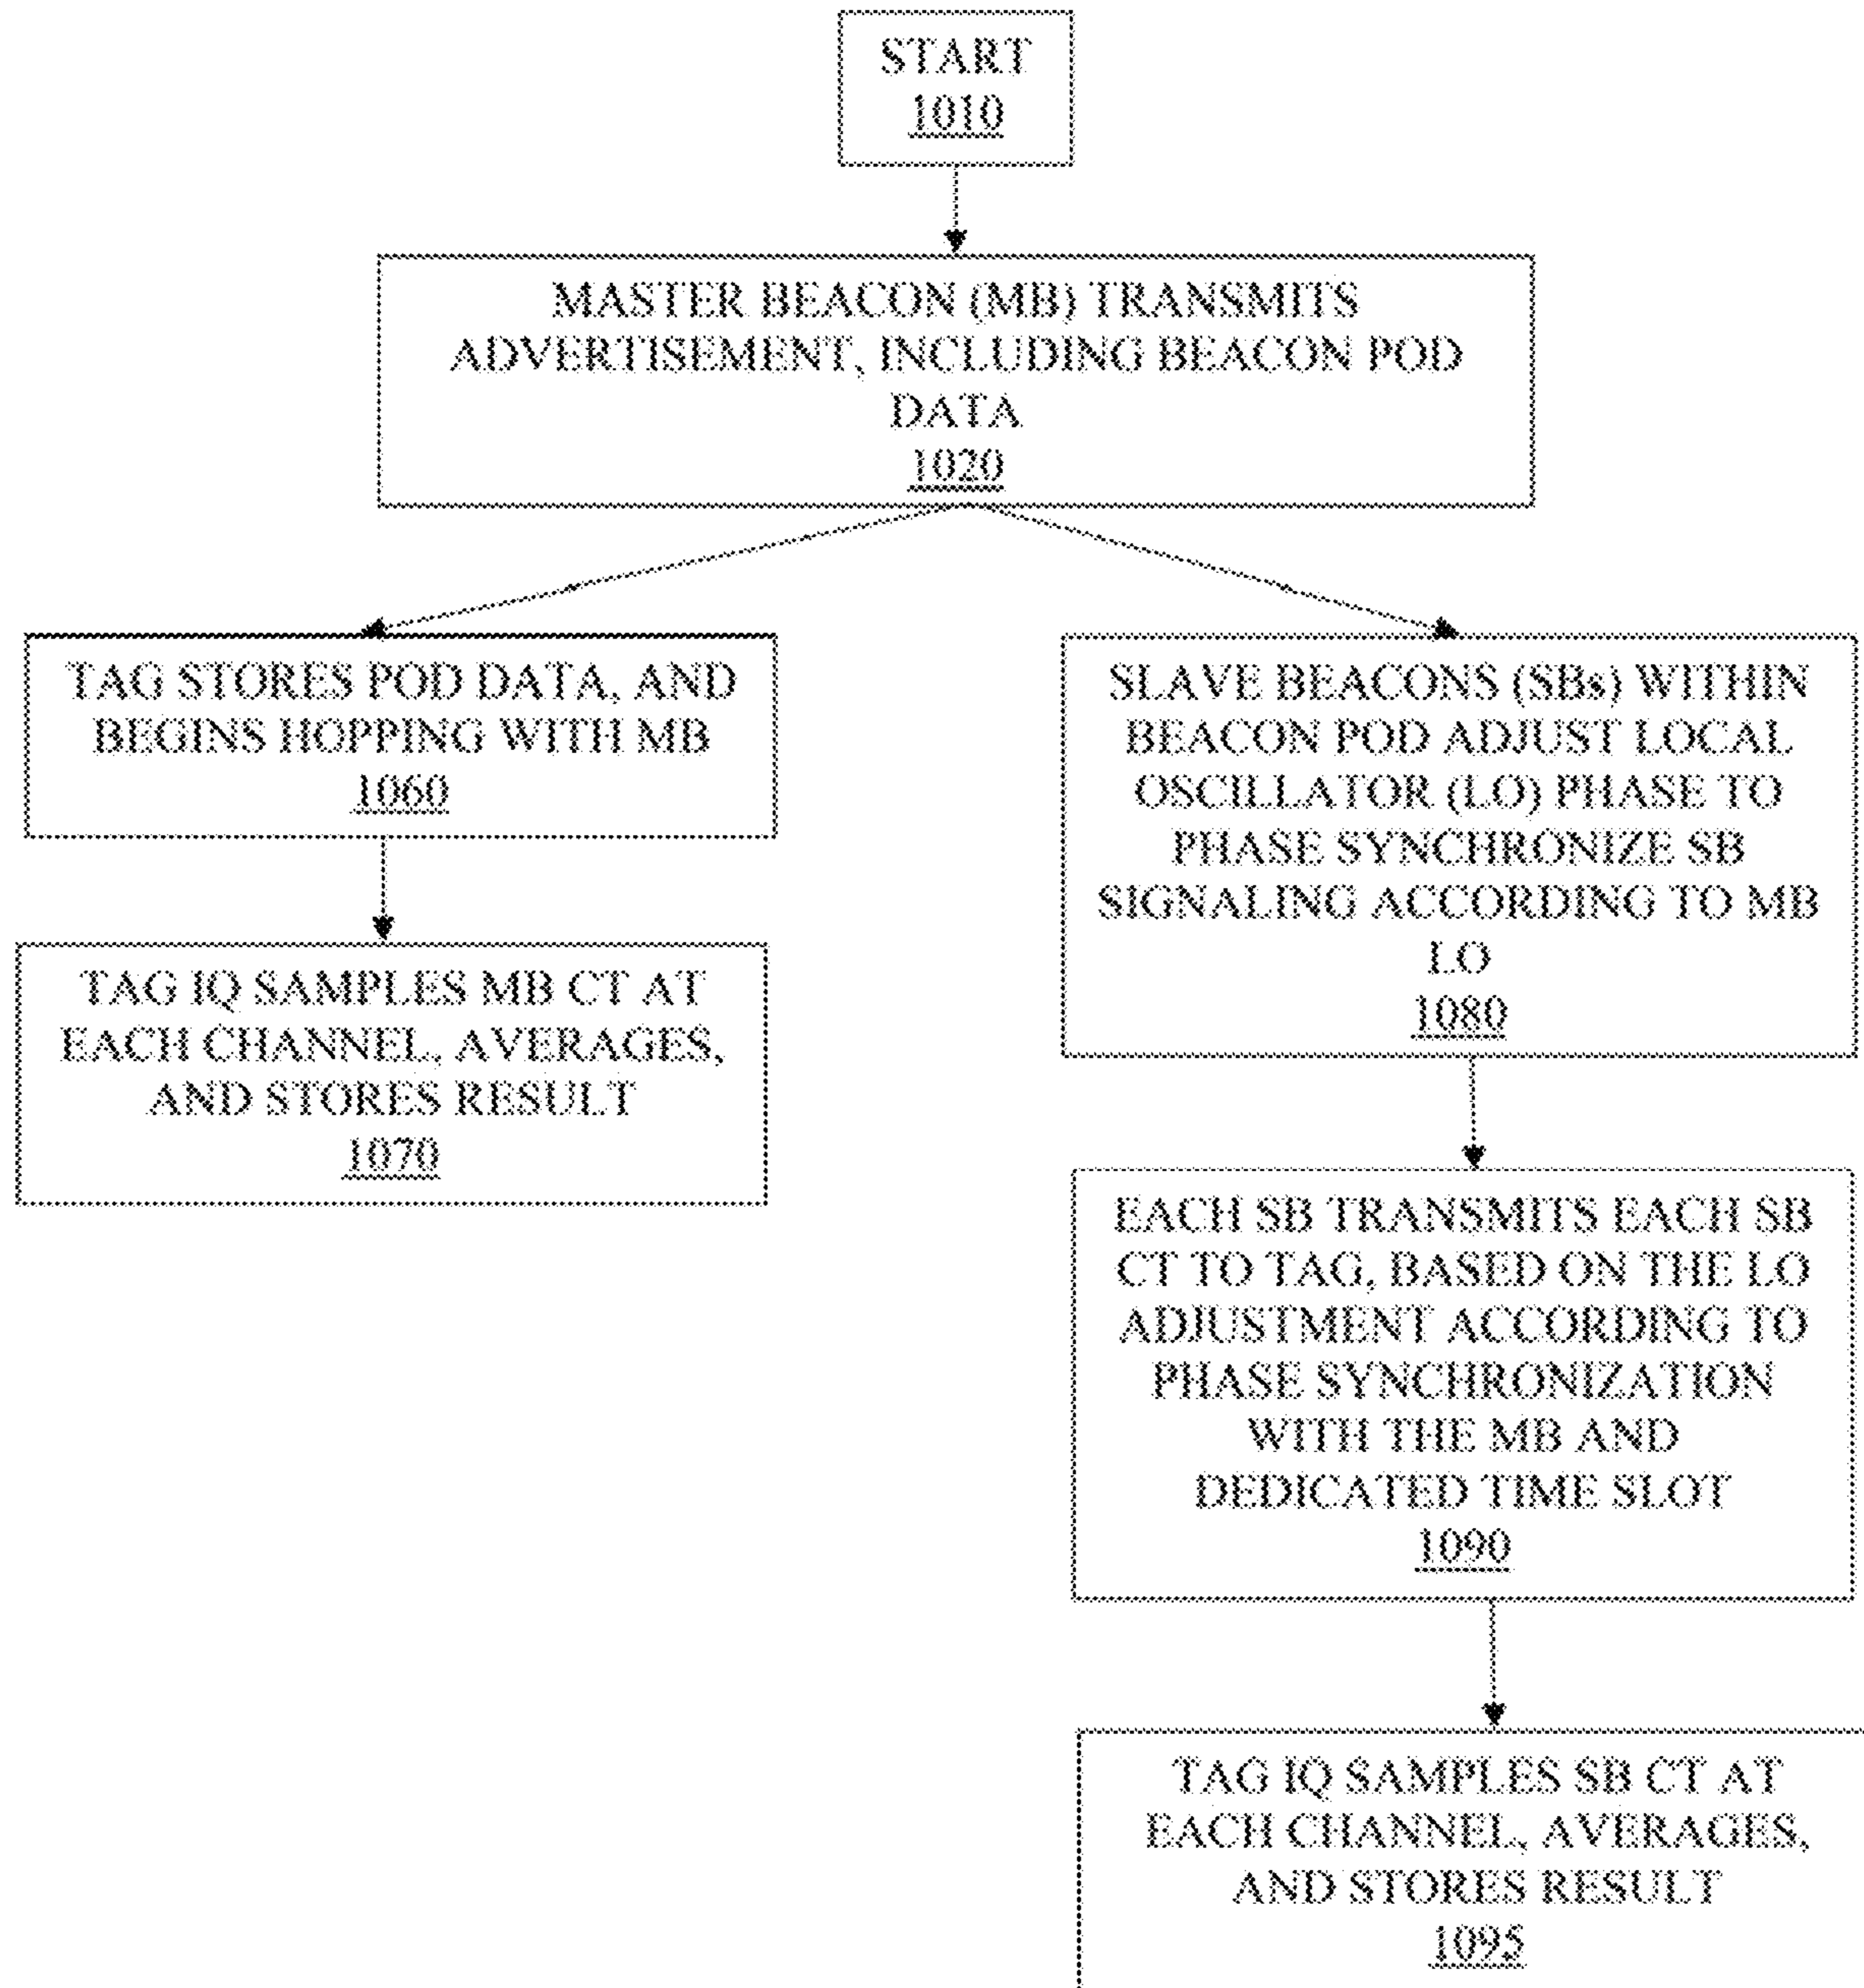 START
1010
MASTER BEACON (MB) TRANSMITS
ADVERTISEMENT, INCLUDING BEACON POD
DATA
1020
TAG STORES POD DATA, AND
BEGINS HOPPING WITH MB
1060
TAG IQ SAMPLES MB CT AT
EACH CHANNEL, AVERAGES,
AND STORES RESULT
1070
SLAVE BEACONS (SBs) WITHIN
BEACON POD ADJUST LOCAL
OSCILLATOR (LO) PHASE TO
PHASE SYNCHRONIZE SB
SIGNALING ACCORDING TO MB
LO
1080
EACH SB TRANSMITS EACH SB
CT TO TAG, BASED ON THE LO
ADJUSTMENT ACCORDING TO
PHASE SYNCHRONIZATION
WITH THE MB AND
DEDICATED TIME SLOT
1090
TAG IQ SAMPLES SB CT AT
EACH CHANNEL, AVERAGES,
AND STORES RESULT
1095